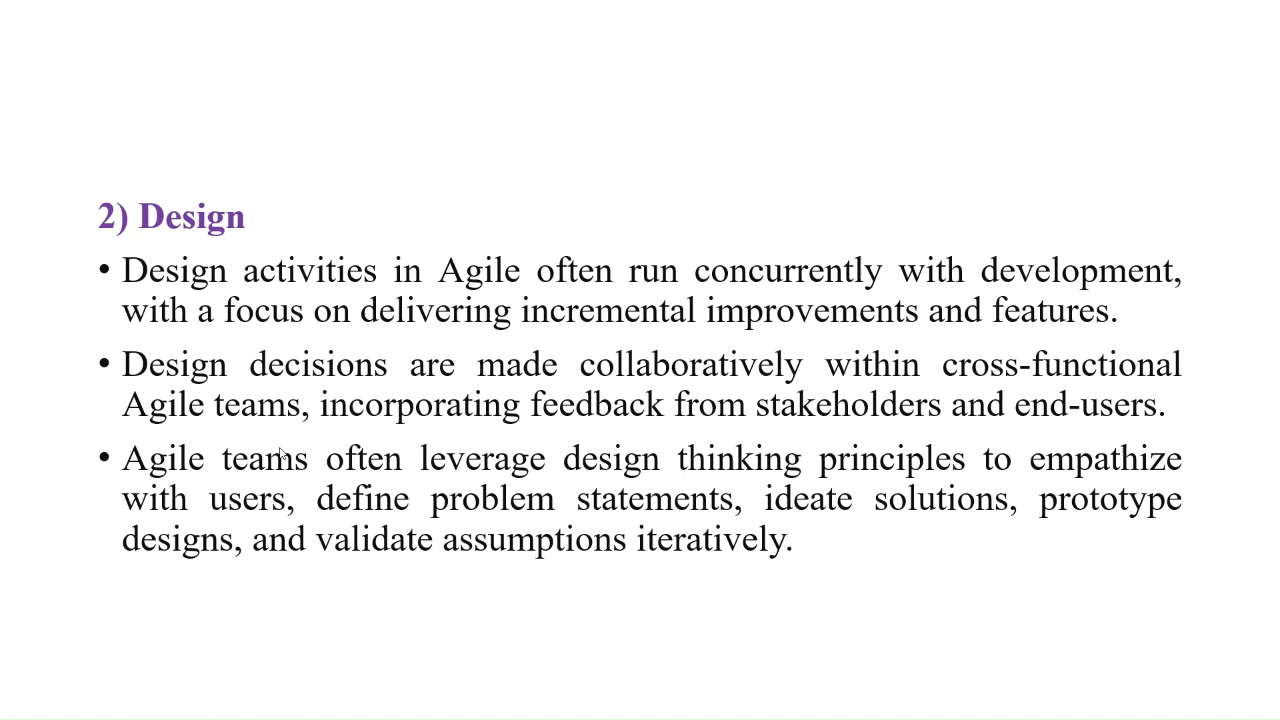 2) Design
• Design activities in Agile often run concurrently with development,
with a focus on delivering incremental improvements and features.
• Design decisions are made collaboratively within cross-functional
Agile teams, incorporating feedback from stakeholders and end-users.
• Agile teams often leverage design thinking principles to empathize
with users, define problem statements, ideate solutions, prototype
designs, and validate assumptions iteratively.